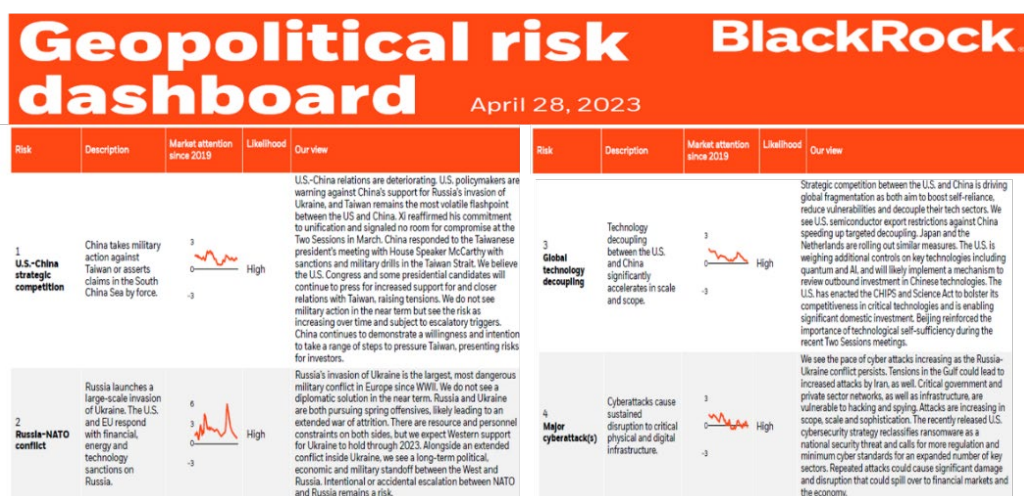 Geopolitical risk
dashboard
April 28, 2023
BlackRock
Risk
Description
Market attention
since 2019
Likelihood
Our view
1
U.S.-China
strategic
competition
China takes military
action against
Taiwan or asserts
claims in the South
China Sea by force.
3
0
-3
High
U.S.-China relations are deteriorating. U.S. policymakers are
warning against China's support for Russia's invasion of
Ukraine, and Taiwan remains the most volatile flashpoint
between the US and China. Xi reaffirmed his commitment
to unification and signaled no room for compromise at the
Two Sessions in March. China responded to the Taiwanese
president's meeting with House Speaker McCarthy with
sanctions and military drills in the Taiwan Strait. We believe
the U.S. Congress and some presidential candidates will
continue to press for increased support for and closer
relations with Taiwan, raising tensions. We do not see
military action in the near term but see the risk as
increasing over time and subject to escalatory triggers.
China continues to demonstrate a willingness and intention
to take a range of steps to pressure Taiwan, presenting risks
for investors.
2
Russia-NATO
conflict
Russia launches a
large-scale invasion
of Ukraine. The U.S.
and EU respond
with financial,
energy and
technology
sanctions on
Russia.
6
3
0
-3
High
Russia's invasion of Ukraine is the largest, most dangerous
military conflict in Europe since WWII. We do not see a
diplomatic solution in the near term. Russia and Ukraine
are both pursuing spring offensives, likely leading to an
extended war of attrition. There are resource and personnel
constraints on both sides, but we expect Western support
for Ukraine to hold through 2023. Alongside an extended
conflict inside Ukraine, we see a long-term political,
economic and military standoff between the West and
Russia. Intentional or accidental escalation between NATO
and Russia remains a risk.
Risk
Description
Market attention
since 2019
Likelihood
Our view
3
Global
technology
decoupling
Technology
decoupling
between the U.S.
and China
significantly
accelerates in scale
and scope.
3
0
-3
High
Strategic competition between the U.S. and China is driving
global fragmentation as both aim to boost self-reliance,
reduce vulnerabilities and decouple their tech sectors. We
see U.S. semiconductor export restrictions against China
speeding up targeted decoupling. Japan and the
Netherlands are rolling out similar measures. The U.S. is
weighing additional controls on key technologies including
quantum and AI, and will likely implement a mechanism to
review outbound investment in Chinese technologies. The
U.S. has enacted the CHIPS and Science Act to bolster its
competitiveness in critical technologies and is enabling
significant domestic investment. Beijing reinforced the
importance of technological self-sufficiency during the
recent Two Sessions meetings.
4
Major
cyberattack(s)
Cyberattacks cause
sustained
disruption to critical
physical and digital
infrastructure.
3
0
-3
High
We see the pace of cyber attacks increasing as the Russia-
Ukraine conflict persists. Tensions in the Gulf could lead to
increased attacks by Iran, as well. Critical government and
private sector networks, as well as infrastructure, are
vulnerable to hacking and spying. Attacks are increasing in
scope, scale and sophistication. The recently released U.S.
cybersecurity strategy reclassifies ransomware as a
national security threat and calls for more regulation and
minimum cyber standards for an expanded number of key
sectors. Repeated attacks could cause significant damage
and disruption that could spill over to financial markets and
the economy.